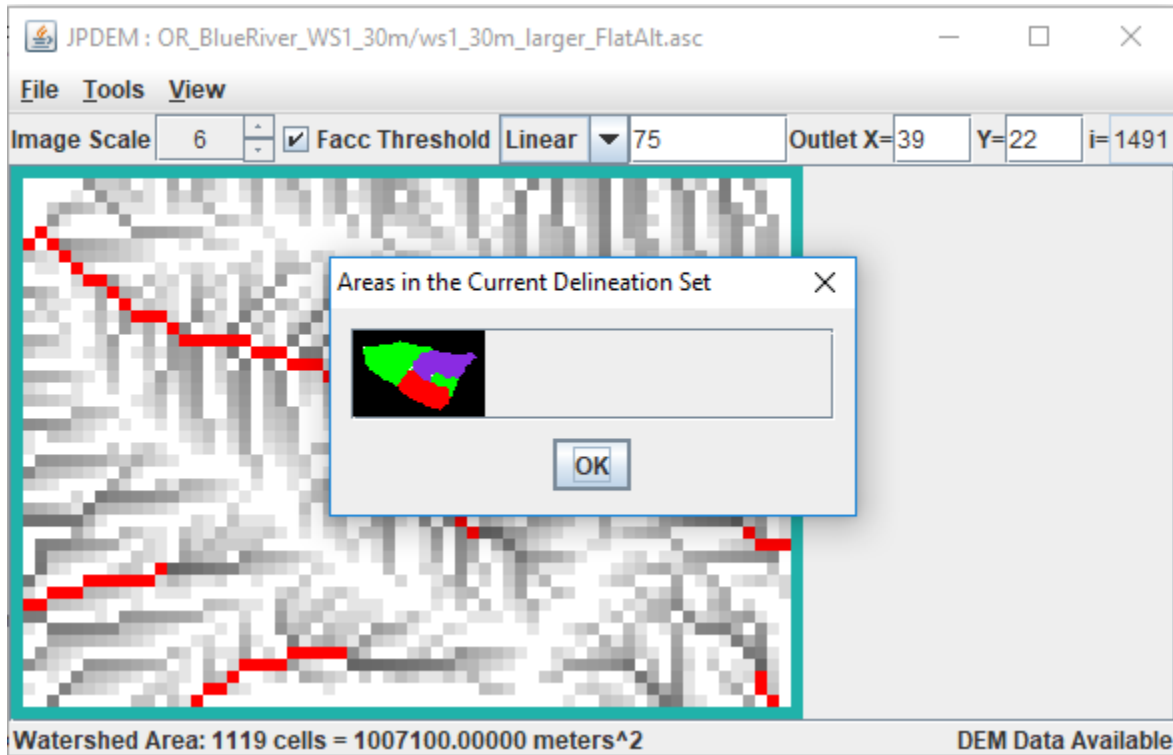 JPDEM : OR_BlueRiver_WS1_30m/ws1_30m_larger_FlatAlt.asc
File Tools View
Image Scale 6 Facc Threshold Linear 75 Outlet X= 39 Y= 22 i= 1491
Areas in the Current Delineation Set
OK
Watershed Area: 1119 cells = 1007100.00000 meters^2 DEM Data Available